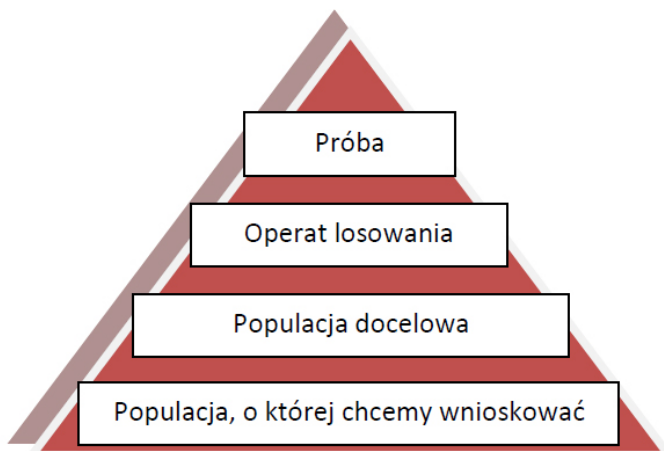 Próba
Operat losowania
Populacja docelowa
Populacja, o której chcemy wnioskować